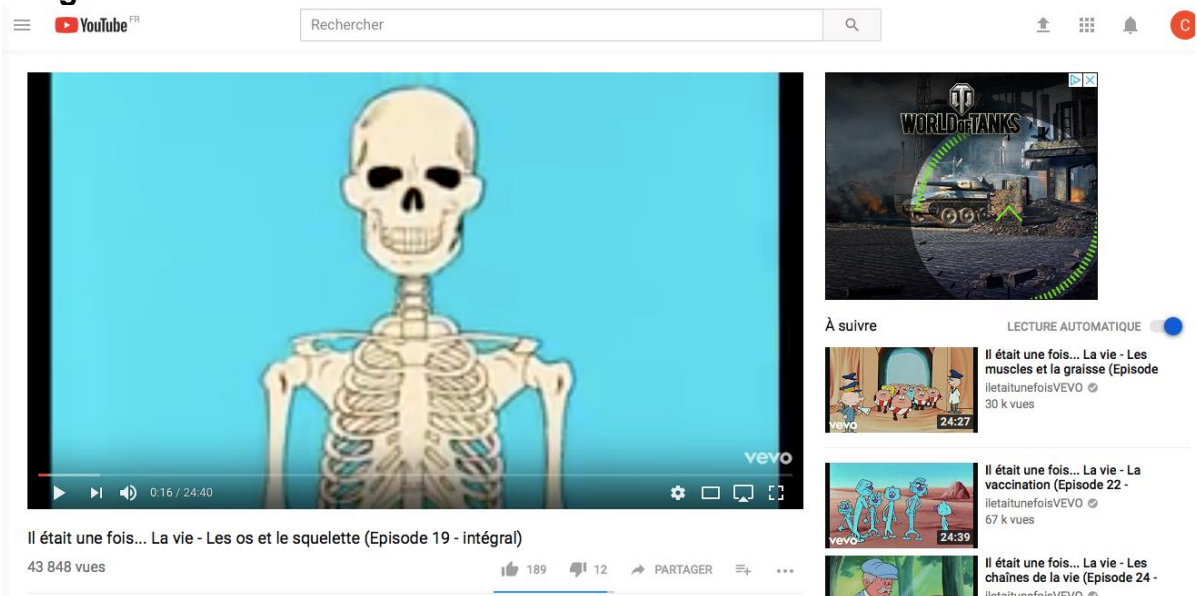 YouTube FR
Rechercher
C
WORLD OF TANKS
vevo
0:16 / 24:40
Il était une fois... La vie - Les os et le squelette (Episode 19 - intégral)
43 848 vues
189
12
PARTAGER
À suivre
LECTURE AUTOMATIQUE
Il était une fois... La vie - Les
muscles et la graisse (Episode
iletaitunefoisVEVO
30 k vues
vevo
24:27
Il était une fois... La vie - La
vaccination (Episode 22 -
iletaitunefoisVEVO
67 k vues
vevo
24:39
Il était une fois... La vie - Les
chaînes de la vie (Episode 24 -
iletaitunefoisVEVO